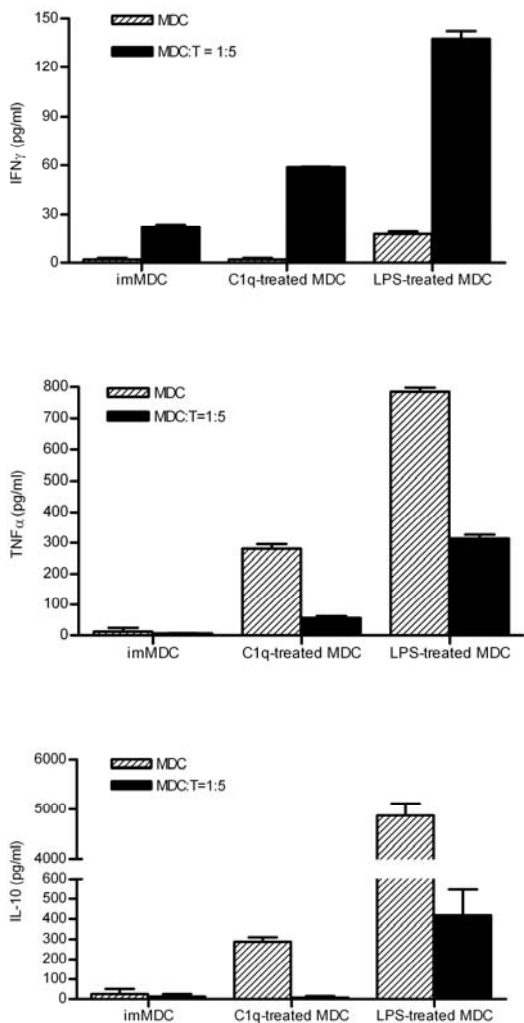 MDC
MDC:T = 1:5
150
120
90
60
30
0
IFNγ (pg/ml)
imMDC
C1q-treated MDC
LPS-treated MDC
MDC
MDC:T=1:5
800
700
600
500
400
300
200
100
0
TNFα (pg/ml)
imMDC
C1q-treated MDC
LPS-treated MDC
MDC
MDC:T=1:5
6000
5000
4000
600
500
400
300
200
100
0
IL-10 (pg/ml)
imMDC
C1q-treated MDC
LPS-treated MDC